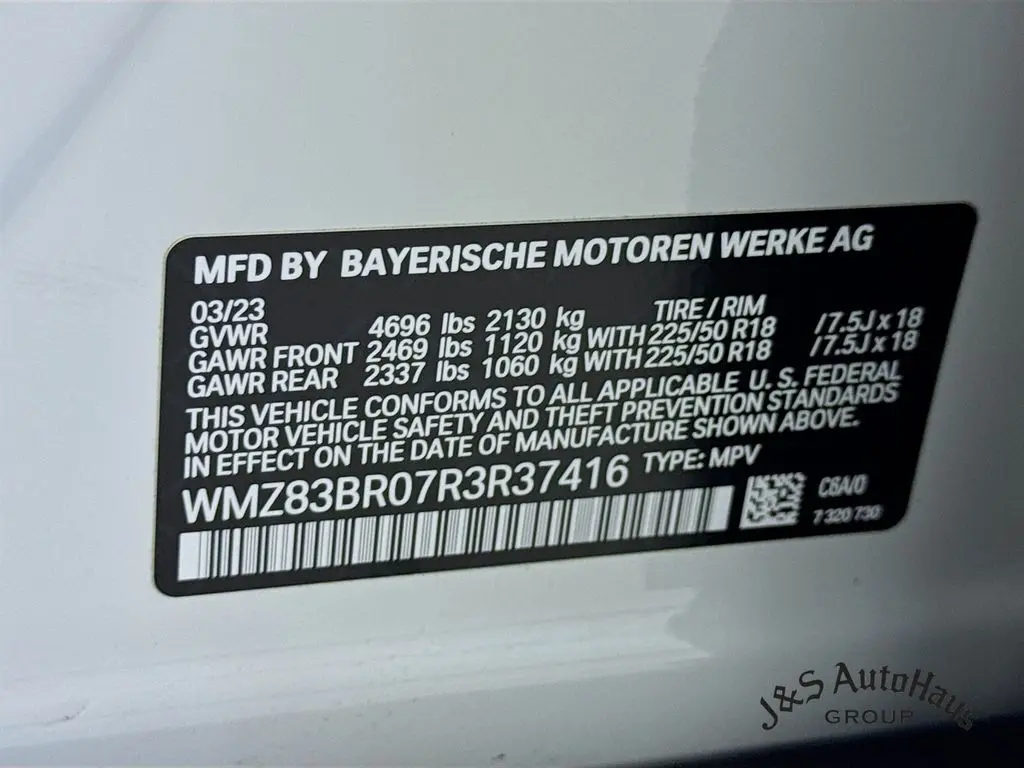 MFD BY BAYERISCHE MOTOREN WERKE AG
03/23 TIRE / RIM
GVWR 4696 lbs 2130 kg
GAWR FRONT 2469 lbs 1120 kg WITH 225/50 R18 /7.5J x 18
GAWR REAR 2337 lbs 1060 kg WITH 225/50 R18 /7.5J x 18
THIS VEHICLE CONFORMS TO ALL APPLICABLE U. S. FEDERAL
MOTOR VEHICLE SAFETY AND THEFT PREVENTION STANDARDS
IN EFFECT ON THE DATE OF MANUFACTURE SHOWN ABOVE.
WMZ83BR07R3R37416 TYPE: MPV
C6A/0
7 320 730
J&S AutoHaus
GROUP